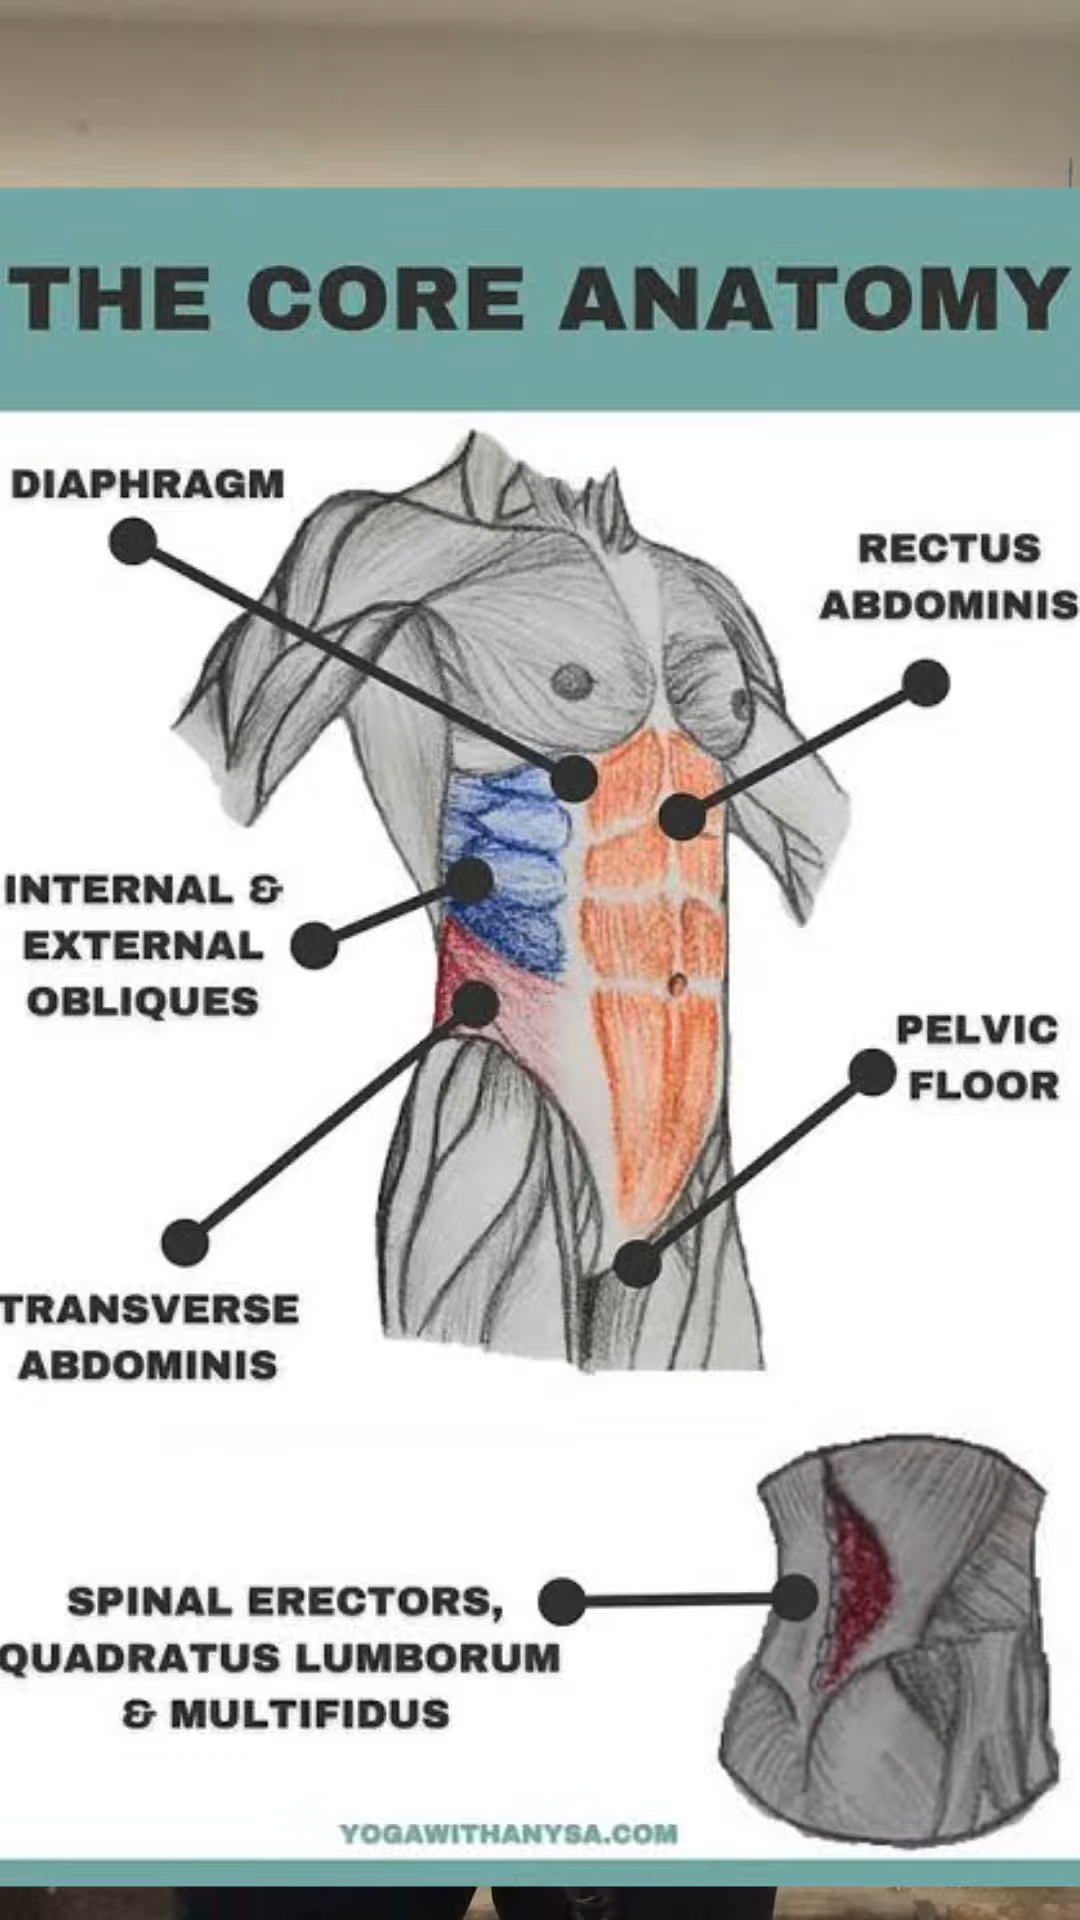 THE CORE ANATOMY
DIAPHRAGM
RECTUS
ABDOMINIS
INTERNAL &
EXTERNAL
OBLIQUES
PELVIC
FLOOR
TRANSVERSE
ABDOMINIS
SPINAL ERECTORS,
QUADRATUS LUMBORUM
& MULTIFIDUS
YOGAWITHANYSA.COM